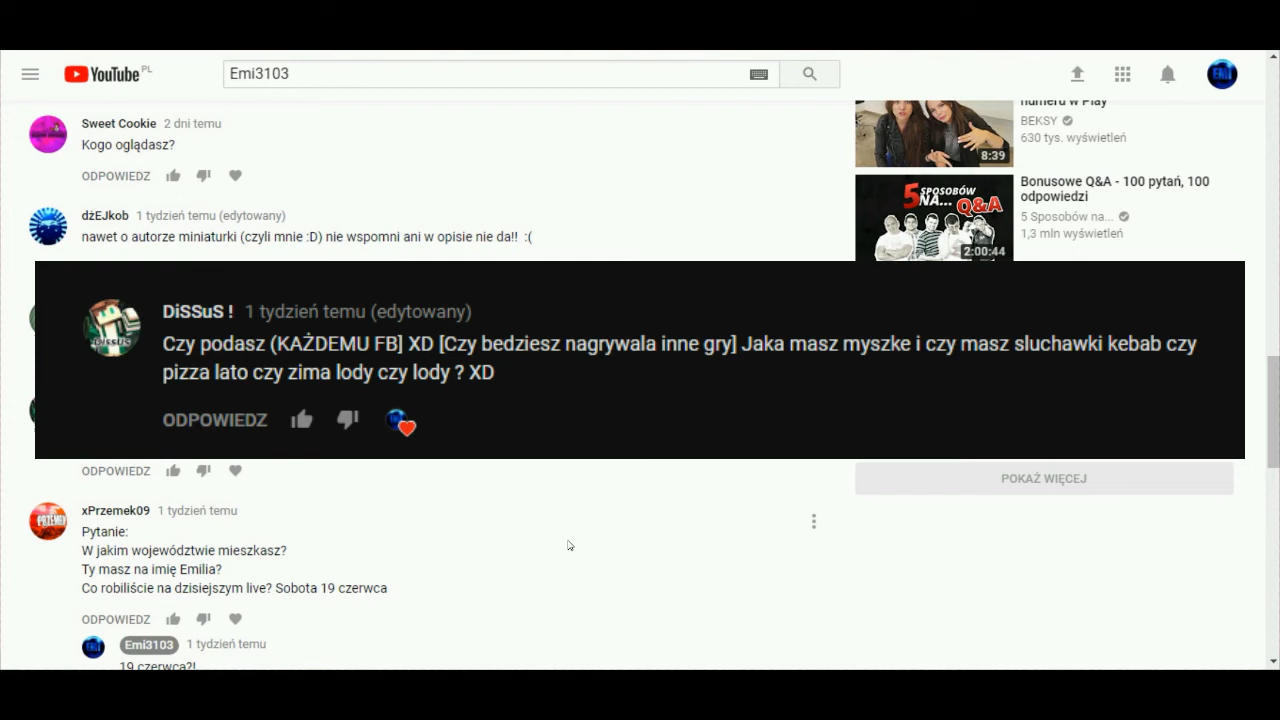 YouTube PL
Emi3103
EMI
Sweet Cookie 2 dni temu
Kogo oglądasz?
ODPOWIEDZ
dżEJkob 1 tydzień temu (edytowany)
nawet o autorze miniaturki (czyli mnie :D) nie wspomni ani w opisie nie da!! :(
numeru w Play
BEKSY
630 tys. wyświetleń
8:39
5 SPOSOBÓW
NA... Q&A
2:00:44
Bonusowe Q&A - 100 pytań, 100
odpowiedzi
5 Sposobów na...
1,3 mln wyświetleń
DiSSuS ! 1 tydzień temu (edytowany)
Czy podasz (KAŻDEMU FB] XD [Czy bedziesz nagrywala inne gry] Jaka masz myszke i czy masz sluchawki kebab czy
pizza lato czy zima lody czy lody ? XD
ODPOWIEDZ
ODPOWIEDZ
POKAŻ WIĘCEJ
xPrzemek09 1 tydzień temu
Pytanie:
W jakim województwie mieszkasz?
Ty masz na imię Emilia?
Co robiliście na dzisiejszym live? Sobota 19 czerwca
ODPOWIEDZ
Emi3103 1 tydzień temu
19 czerwca?!